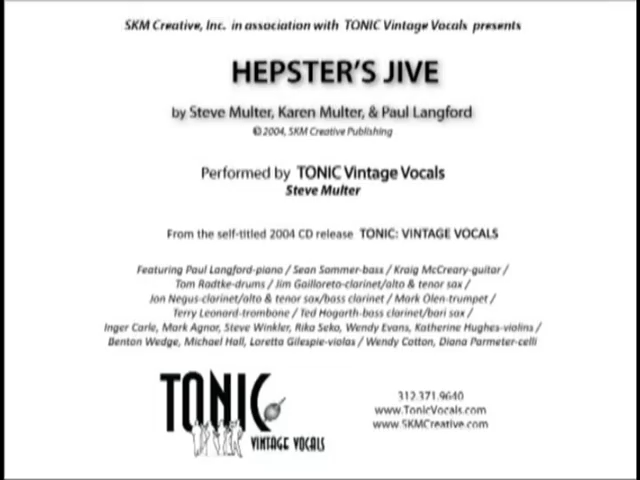 SKM Creative, Inc. in association with TONIC Vintage Vocals presents
HEPSTER'S JIVE
by Steve Multer, Karen Multer, & Paul Langford
©2004, SKM Creative Publishing
Performed by TONIC Vintage Vocals
Steve Multer
From the self-titled 2004 CD release TONIC: VINTAGE VOCALS
Featuring Paul Langford-piano / Sean Sommer-bass / Kraig McCreary-guitar /
Tom Radtke-drums / Jim Gailloreto-clarinet/alto & tenor sax /
Jon Negus-clarinet/alto & tenor sax/bass clarinet / Mark Olen-trumpet /
Terry Leonard-trombone / Ted Hogarth-bass clarinet/bari sax /
Inger Carle, Mark Agnor, Steve Winkler, Rika Seko, Wendy Evans, Katherine Hughes-violins /
Benton Wedge, Michael Hall, Loretta Gillespie-violas / Wendy Cotton, Diana Parmeter-celli
TONIC
VINTAGE VOCALS
312.371.9640
www.TonicVocals.com
www.SKMCreative.com